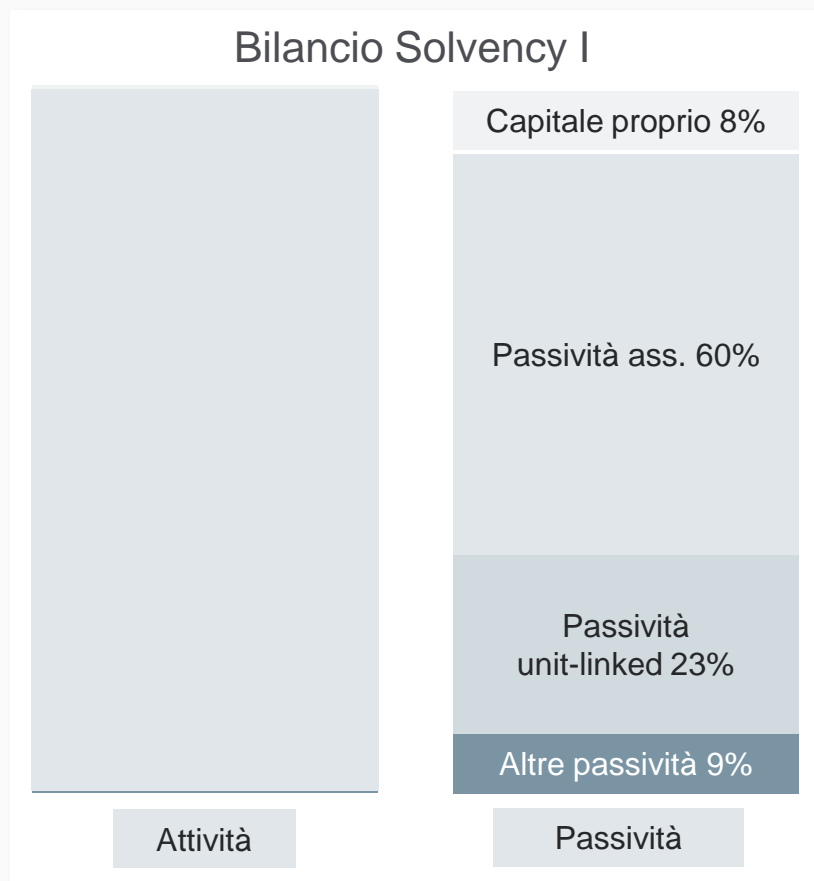 Bilancio Solvency I
Capitale proprio 8%
Passività ass. 60%
Passività
unit-linked 23%
Altre passività 9%
Attività
Passività